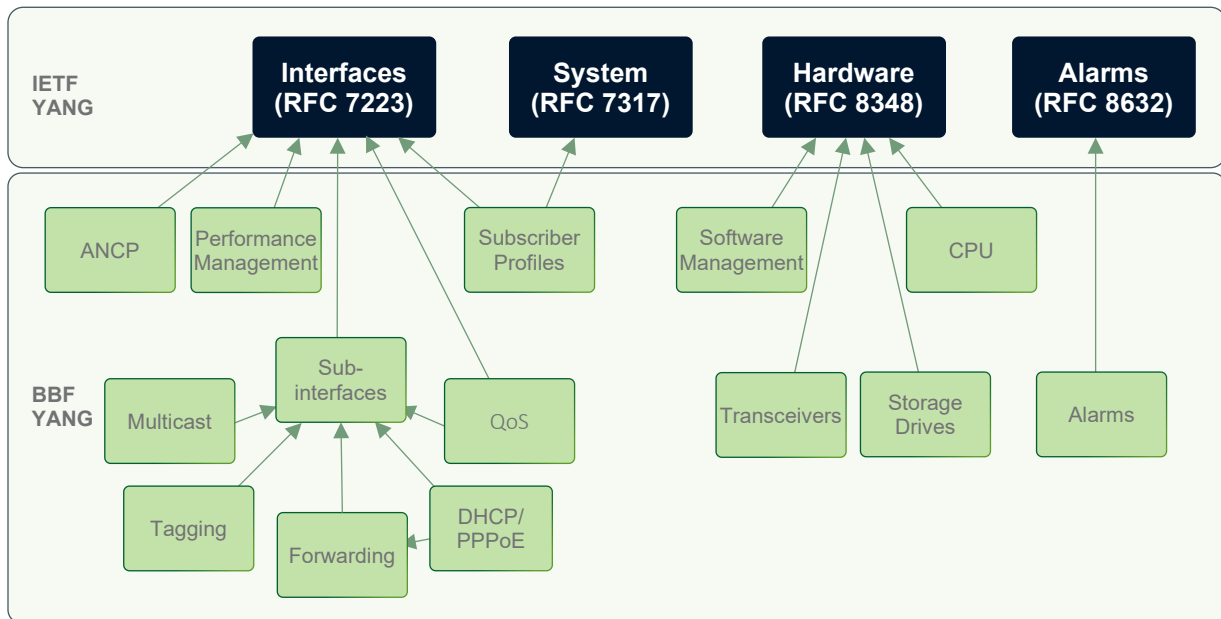 IETF
YANG
Interfaces
(RFC 7223)
System
(RFC 7317)
Hardware
(RFC 8348)
Alarms
(RFC 8632)
BBF
YANG
ANCP
Performance
Management
Subscriber
Profiles
Software
Management
CPU
Sub-
interfaces
Multicast
QoS
Transceivers
Storage
Drives
Alarms
Tagging
Forwarding
DHCP/
PPPoE